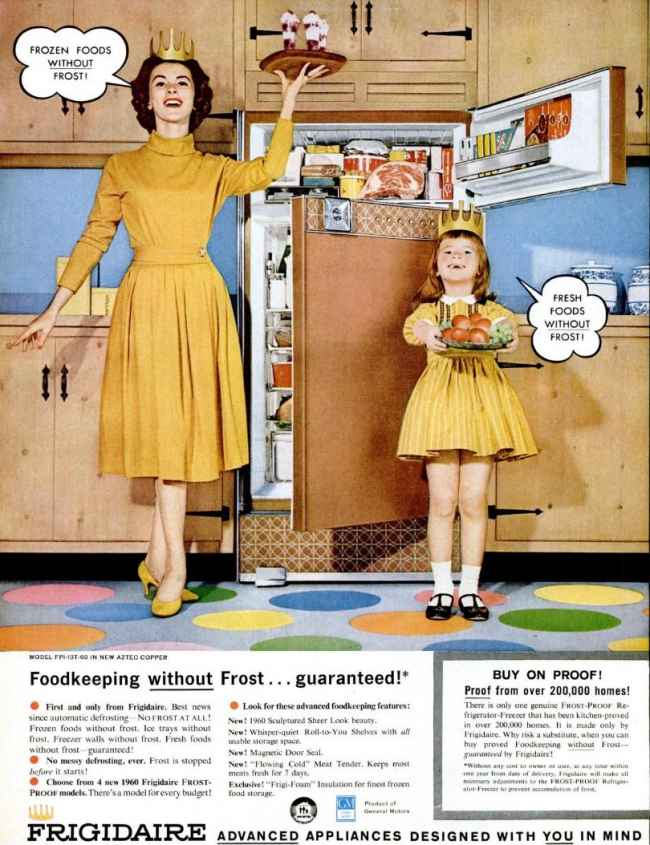 FROZEN FOODS
WITHOUT
FROST!
FRESH
FOODS
WITHOUT
FROST!
MODEL FPI-13T-60 IN NEW AZTEC COPPER
Foodkeeping without Frost... guaranteed!*
First and only from Frigidaire. Best news
since automatic defrosting — NO FROST AT ALL!
Frozen foods without frost. Ice trays without
frost. Freezer walls without frost. Fresh foods
without frost — guaranteed!
No messy defrosting, ever. Frost is stopped
before it starts!
Choose from 4 new 1960 Frigidaire FROST-
PROOF models. There's a model for every budget!
Look for these advanced foodkeeping features:
New! 1960 Sculptured Sheer Look beauty.
New! Whisper-quiet Roll-to-You Shelves with all
usable storage space.
New! Magnetic Door Seal.
New! "Flowing Cold" Meat Tender. Keeps most
meats fresh for 7 days.
Exclusive! "Frigi-Foam" Insulation for finest frozen
food storage.
GM
Product of
General Motors
BUY ON PROOF!
Proof from over 200,000 homes!
There is only one genuine FROST-PROOF Re-
frigerator-Freezer that has been kitchen-proved
in over 200,000 homes. It is made only by
Frigidaire. Why risk a substitute, when you can
buy proved Foodkeeping without Frost—
guaranteed by Frigidaire!
*Without any cost to owner or user, at any time within
one year from date of delivery, Frigidaire will make all
necessary adjustments to the FROST-PROOF Refriger-
ator-Freezer to prevent accumulation of frost.
FRIGIDAIRE ADVANCED APPLIANCES DESIGNED WITH YOU IN MIND